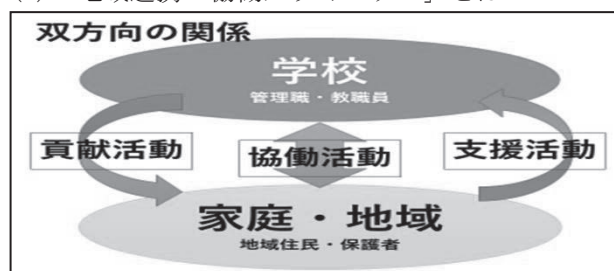 双方向の関係
学校
管理職・教職員
貢献活動
協働活動
支援活動
家庭・地域
地域住民・保護者